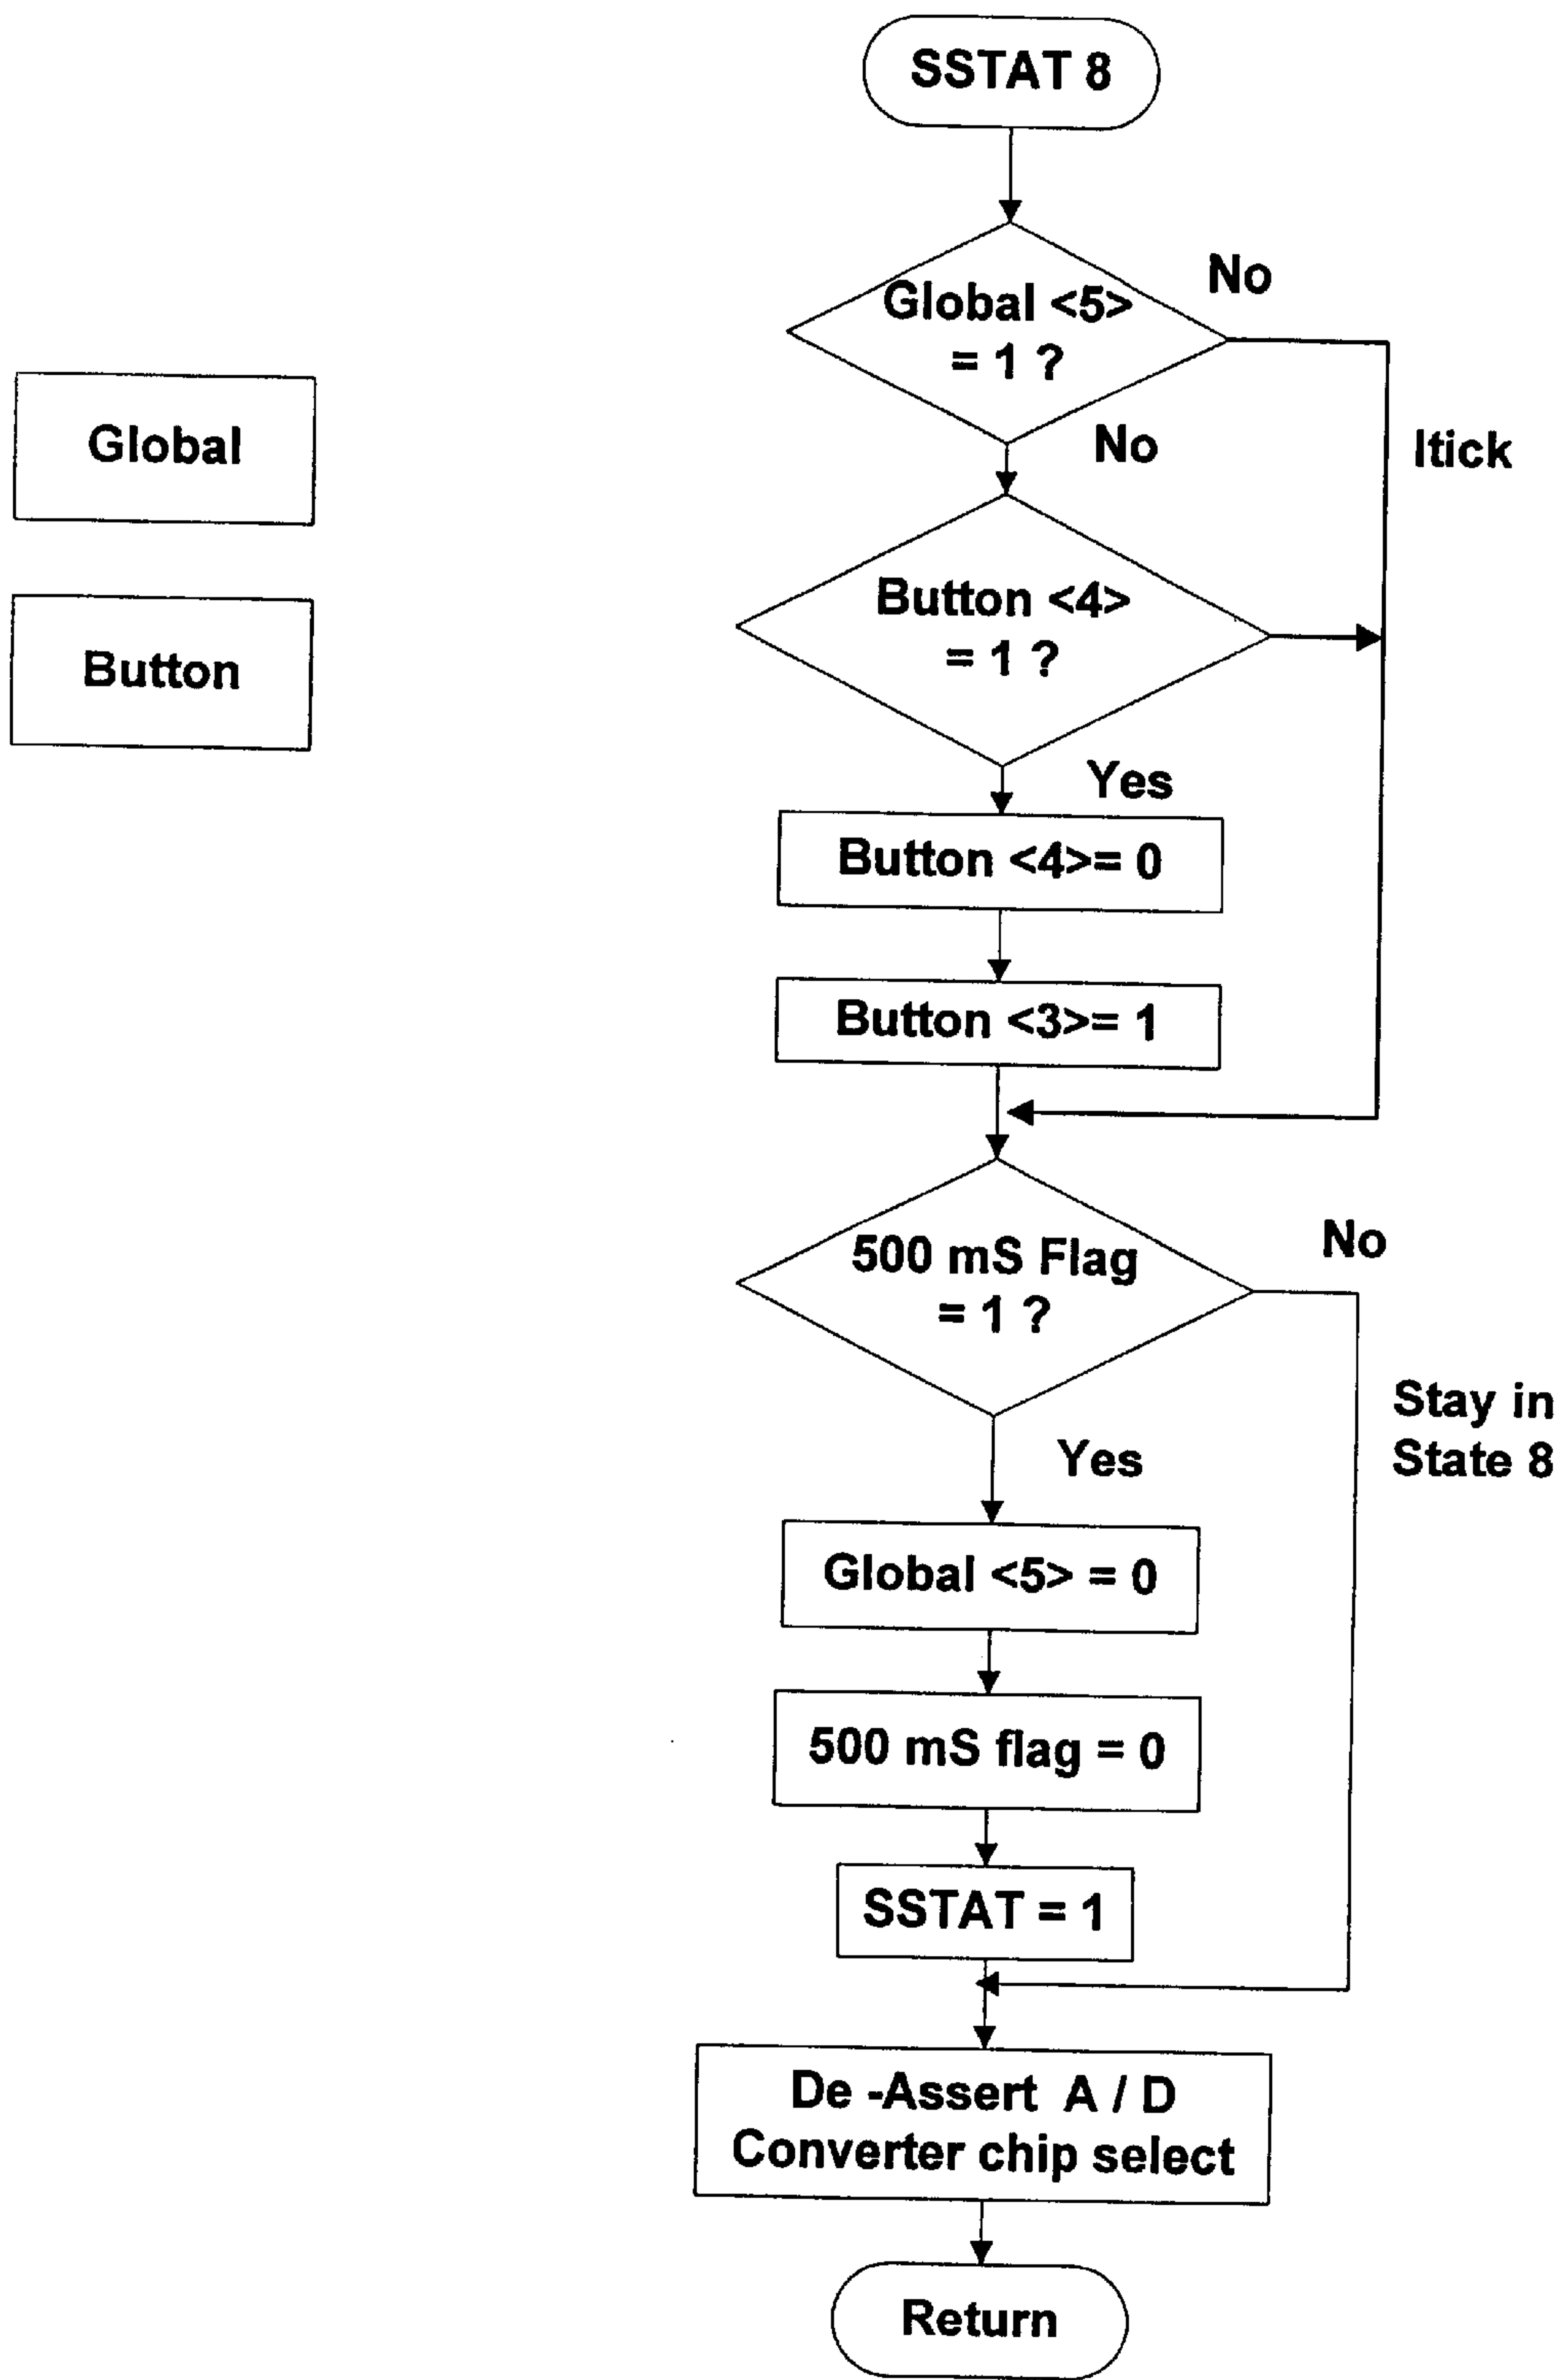 SSTAT 8
Global <5>
= 1 ?
No
No
Itick
Global
Button
Button <4>
= 1 ?
Yes
Button <4>= 0
Button <3>= 1
500 mS Flag
= 1 ?
No
Stay in
State 8
Yes
Global <5> = 0
500 mS flag = 0
SSTAT = 1
De -Assert A / D
Converter chip select
Return